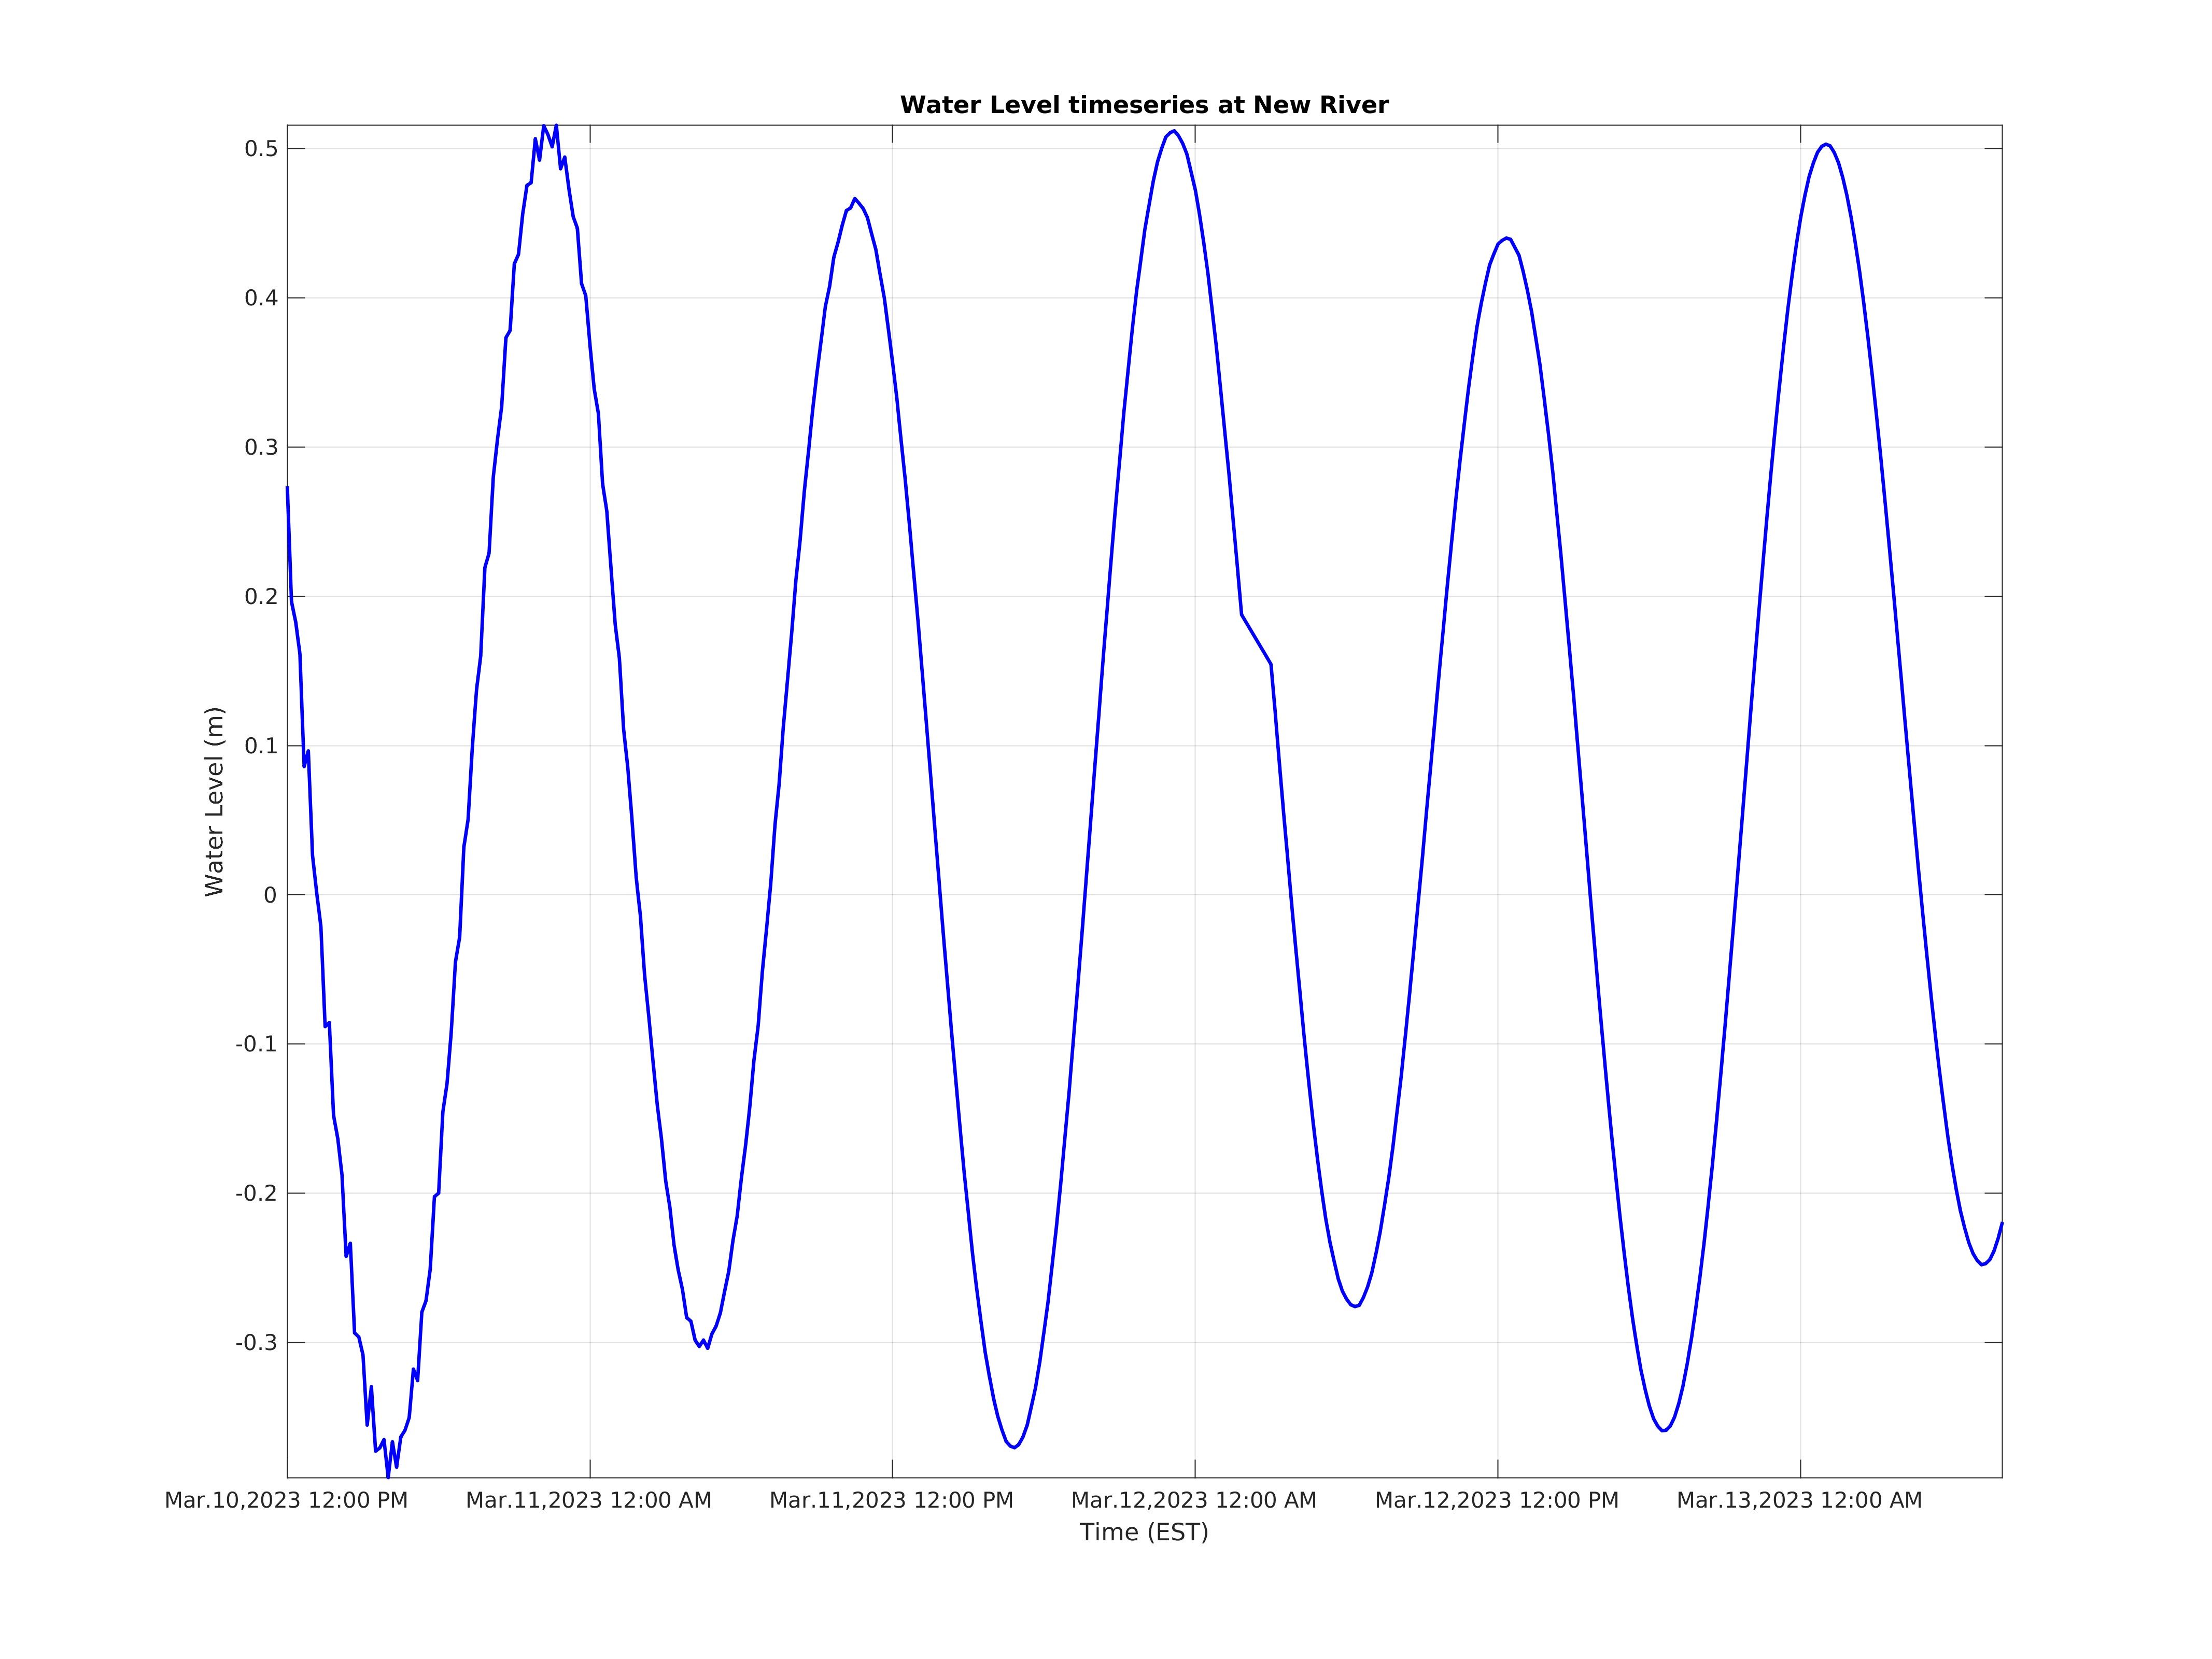 Water Level timeseries at New River
0.5
0.4
0.3
0.2
0.1
0
-0.1
-0.2
-0.3
Water Level (m)
Mar.10,2023 12:00 PM Mar.11,2023 12:00 AM Mar.11,2023 12:00 PM Mar.12,2023 12:00 AM Mar.12,2023 12:00 PM Mar.13,2023 12:00 AM
Time (EST)